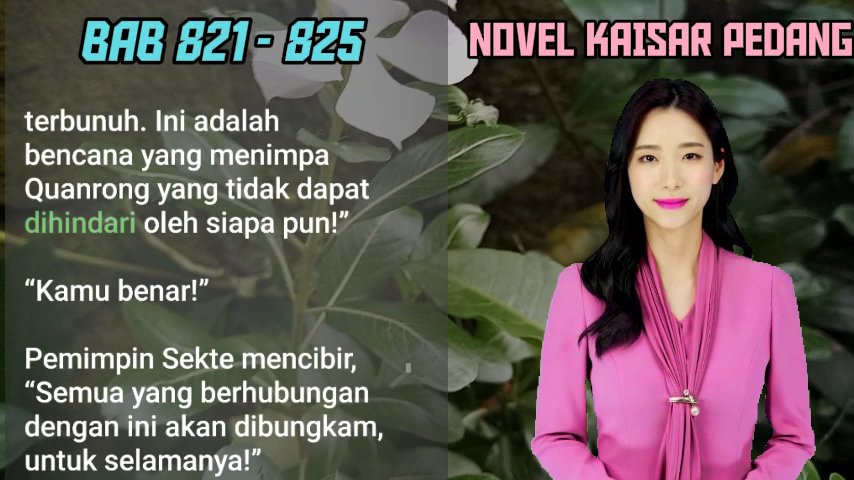 BAB 821 - 825
NOVEL KAISAR PEDANG
terbunuh. Ini adalah
bencana yang menimpa
Quanrong yang tidak dapat
dihindari oleh siapa pun!”
“Kamu benar!”
Pemimpin Sekte mencibir,
“Semua yang berhubungan
dengan ini akan dibungkam,
untuk selamanya!”